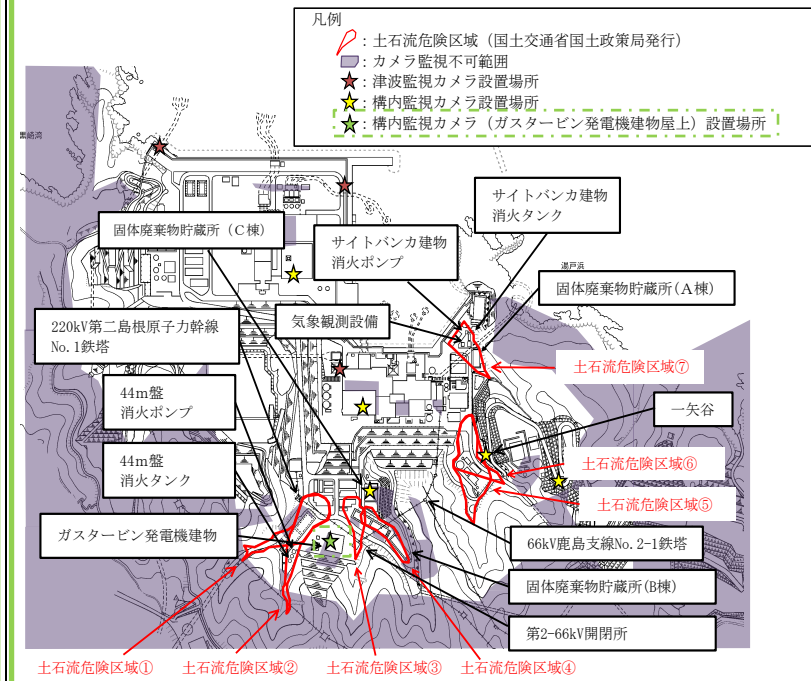 凡例
：土石流危険区域（国土交通省国土政策局発行）
：カメラ監視不可範囲
：津波監視カメラ設置場所
：構内監視カメラ設置場所
：構内監視カメラ（ガスタービン発電機建物屋上）設置場所
サイトバンカ建物
消火タンク
固体廃棄物貯蔵所（C棟）
サイトバンカ建物
消火ポンプ
湯戸浜
固体廃棄物貯蔵所(A棟)
220kV第二島根原子力幹線
No.1鉄塔
気象観測設備
土石流危険区域⑦
44m盤
消火ポンプ
一矢谷
44m盤
消火タンク
土石流危険区域⑥
土石流危険区域⑤
ガスタービン発電機建物
66kV鹿島支線No.2-1鉄塔
固体廃棄物貯蔵所(B棟)
第2-66kV開閉所
土石流危険区域①
土石流危険区域②
土石流危険区域③
土石流危険区域④